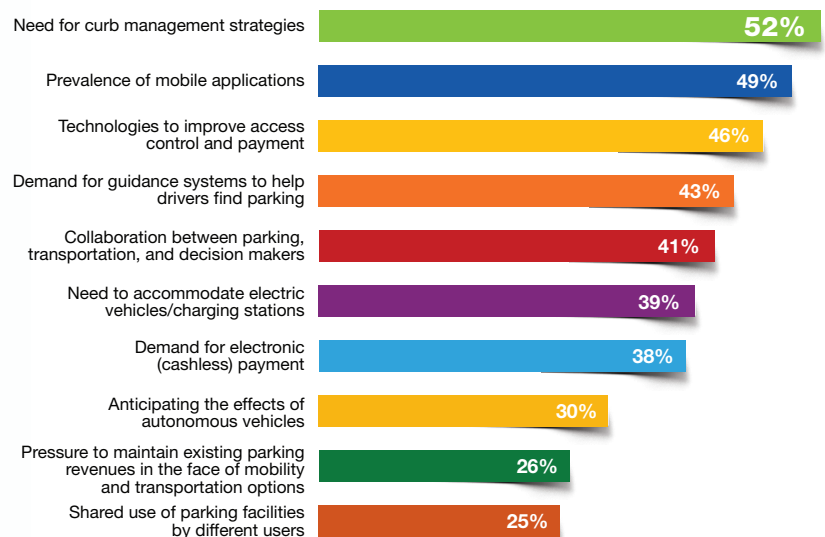 Need for curb management strategies
52%
Prevalence of mobile applications
49%
Technologies to improve access
control and payment
46%
Demand for guidance systems to help
drivers find parking
43%
Collaboration between parking,
transportation, and decision makers
41%
Need to accommodate electric
vehicles/charging stations
39%
Demand for electronic
(cashless) payment
38%
Anticipating the effects of
autonomous vehicles
30%
Pressure to maintain existing parking
revenues in the face of mobility
and transportation options
26%
Shared use of parking facilities
by different users
25%